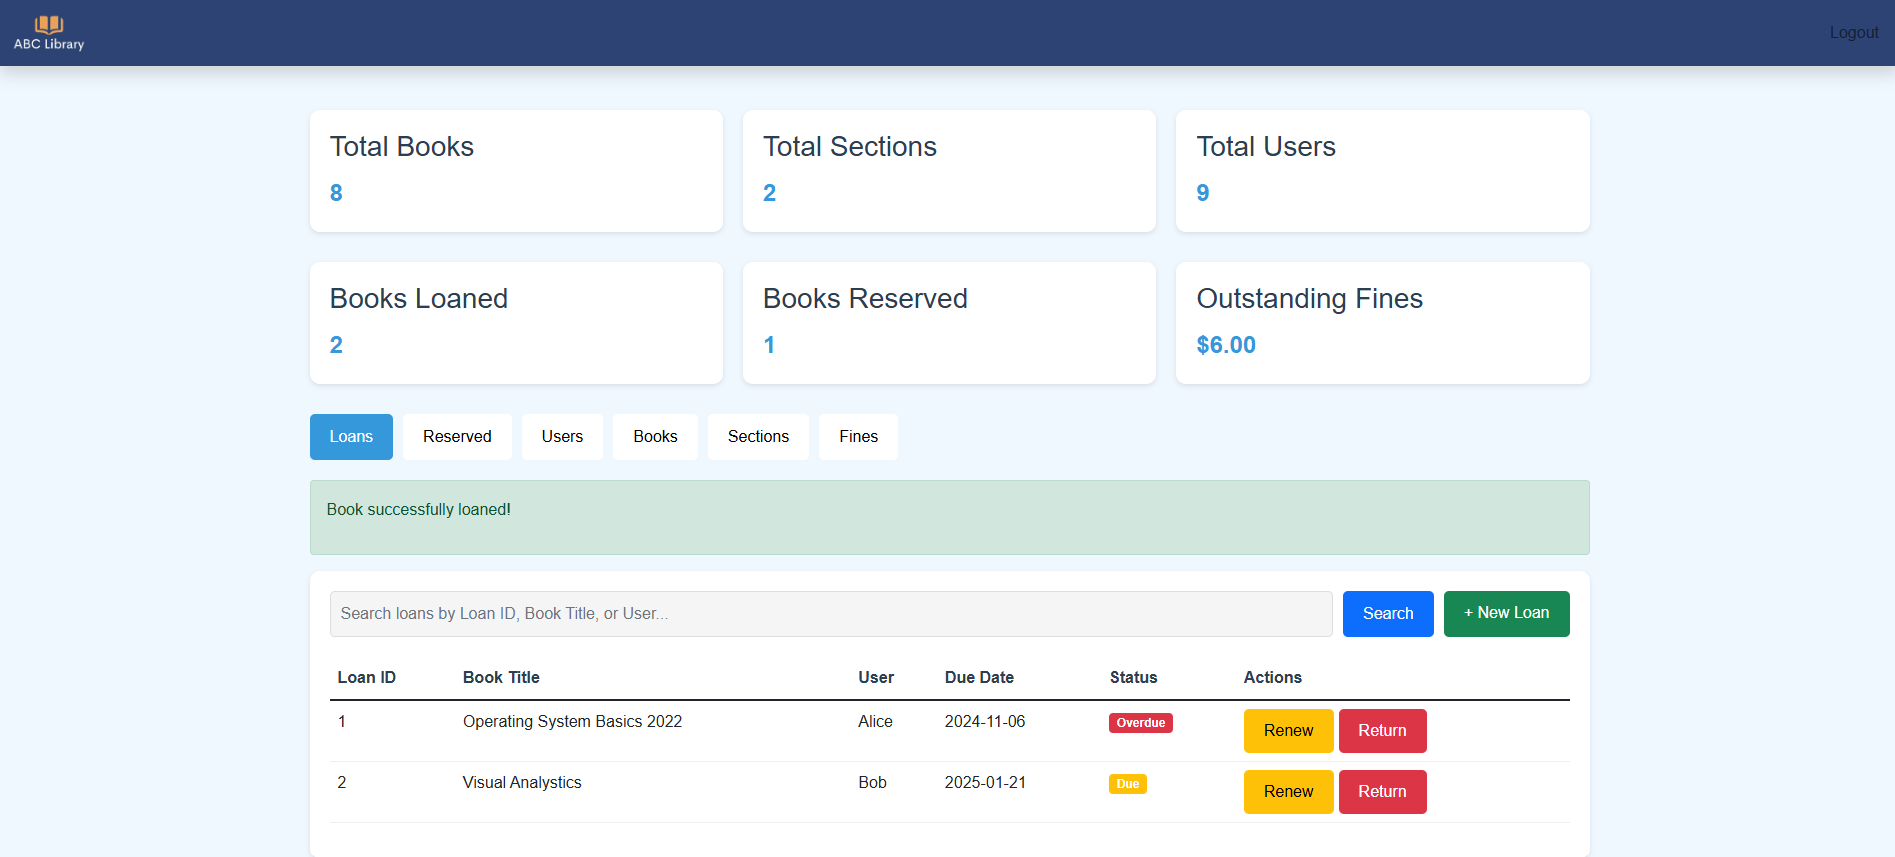 ABC Library
Logout
Total Books
8
Total Sections
2
Total Users
9
Books Loaned
2
Books Reserved
1
Outstanding Fines
$6.00
Loans Reserved Users Books Sections Fines
Book successfully loaned!
Search loans by Loan ID, Book Title, or User... Search + New Loan
Loan ID Book Title User Due Date Status Actions
1 Operating System Basics 2022 Alice 2024-11-06 Overdue Renew Return
2 Visual Analystics Bob 2025-01-21 Due Renew Return